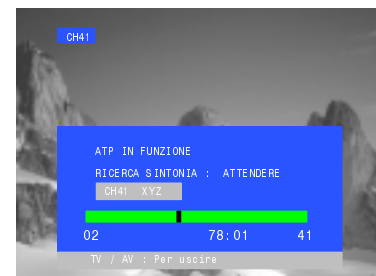 CH41
ATP IN FUNZIONE
RICERCA SINTONIA : ATTENDERE
CH41 XYZ
02 78:01 41
TV / AV : Per uscire